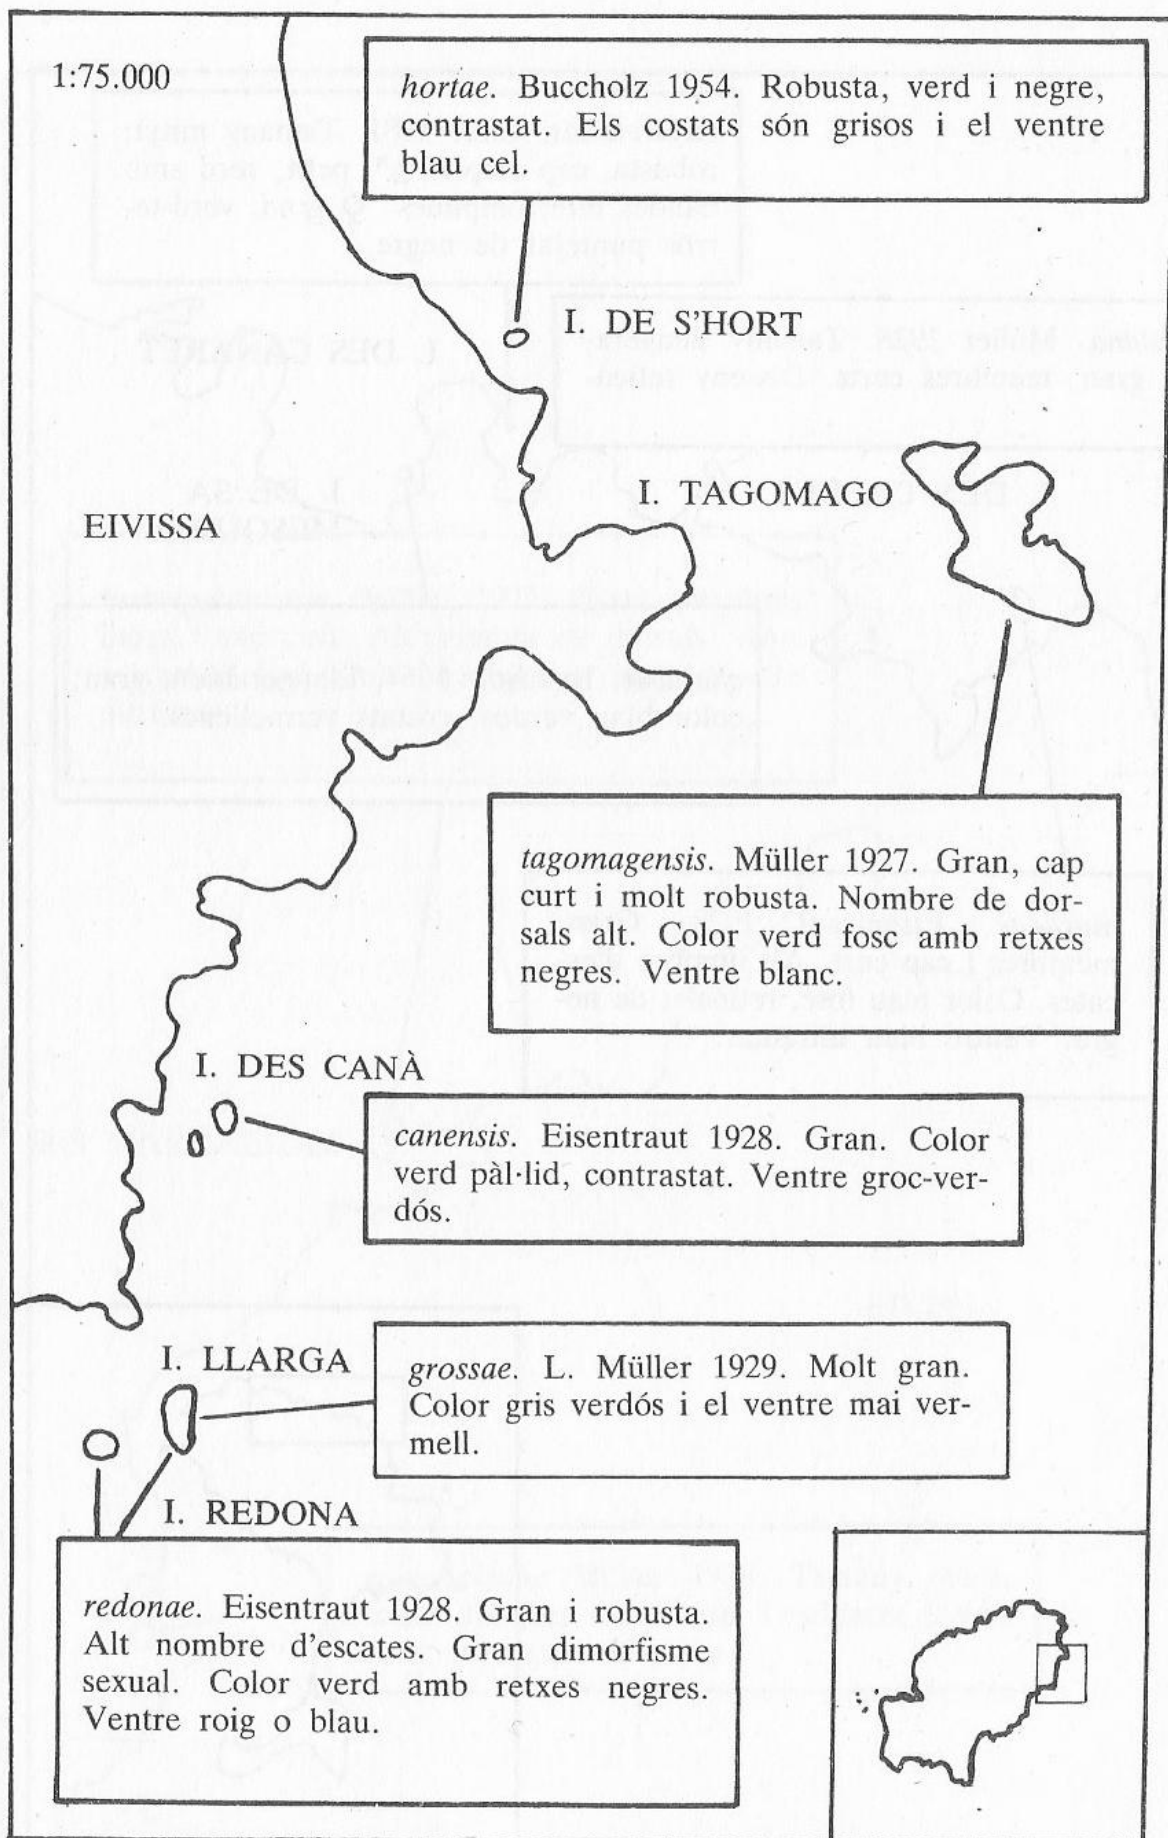 1:75.000
hortae. Buccholz 1954. Robusta, verd i negre,
contrastat. Els costats són grisos i el ventre
blau cel.
I. DE S'HORT
I. TAGOMAGO
EIVISSA
tagomagensis. Müller 1927. Gran, cap
curt i molt robusta. Nombre de dor-
sals alt. Color verd fosc amb retxes
negres. Ventre blanc.
I. DES CANÀ
canensis. Eisentraut 1928. Gran. Color
verd pàl·lid, contrastat. Ventre groc-ver-
dós.
I. LLARGA
grossae. L. Müller 1929. Molt gran.
Color gris verdós i el ventre mai ver-
mell.
I. REDONA
redonae. Eisentraut 1928. Gran i robusta.
Alt nombre d'escates. Gran dimorfisme
sexual. Color verd amb retxes negres.
Ventre roig o blau.